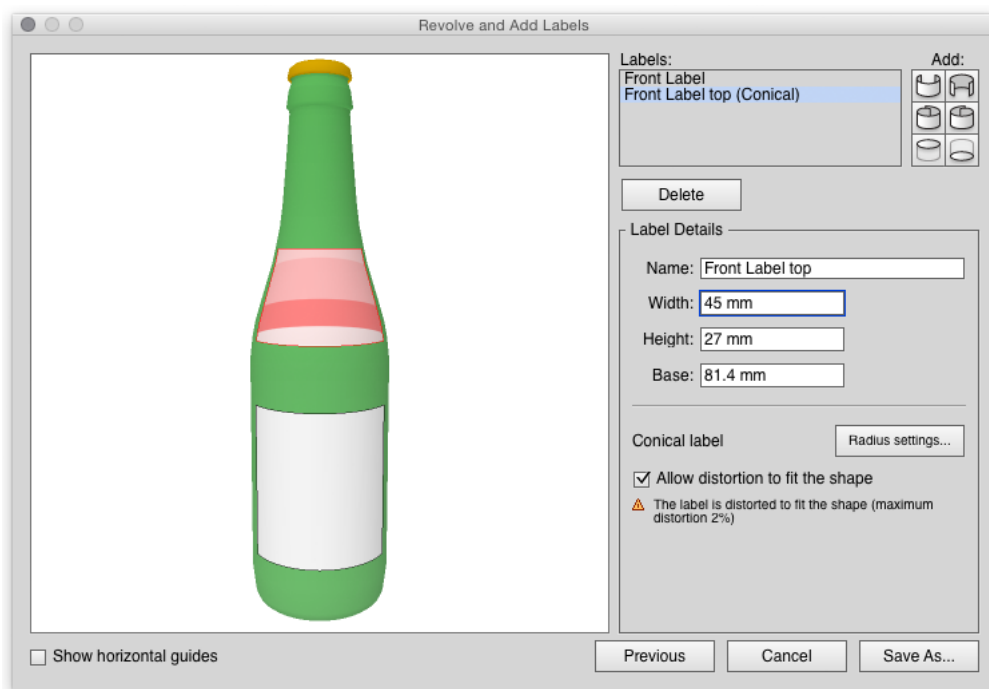 Revolve and Add Labels
Labels:
Add:
Front Label
Front Label top (Conical)
Delete
Label Details
Name: Front Label top
Width: 45 mm
Height: 27 mm
Base: 81.4 mm
Conical label
Radius settings...
Allow distortion to fit the shape
The label is distorted to fit the shape (maximum
distortion 2%)
Show horizontal guides
Previous
Cancel
Save As...